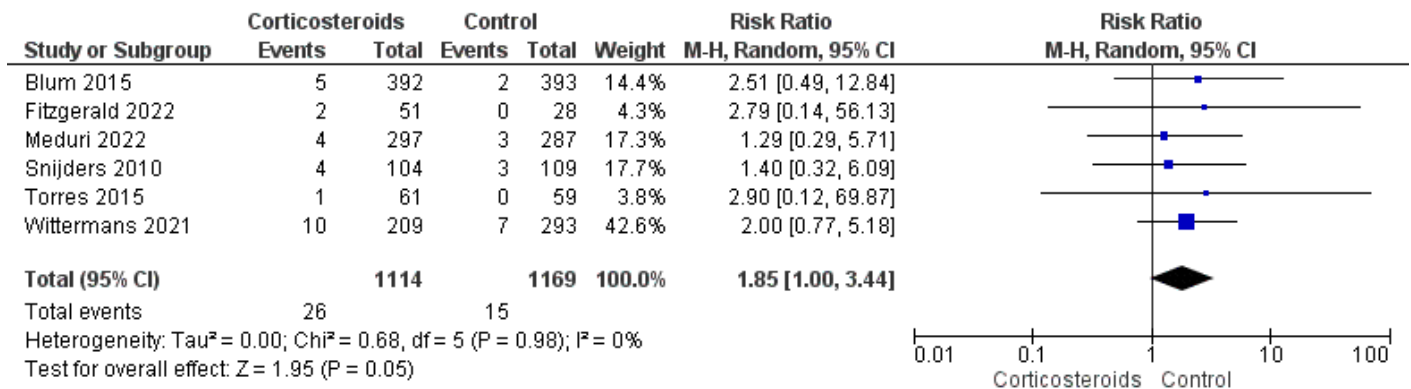 Corticosteroids Control Risk Ratio Risk Ratio
Study or Subgroup Events Total Events Total Weight M-H, Random, 95% CI M-H, Random, 95% CI
Blum 2015 5 392 2 393 14.4% 2.51 [0.49, 12.84]
Fitzgerald 2022 2 51 0 28 4.3% 2.79 [0.14, 56.13]
Meduri 2022 4 297 3 287 17.3% 1.29 [0.29, 5.71]
Snijders 2010 4 104 3 109 17.7% 1.40 [0.32, 6.09]
Torres 2015 1 61 0 59 3.8% 2.90 [0.12, 69.87]
Wittermans 2021 10 209 7 293 42.6% 2.00 [0.77, 5.18]
Total (95% CI) 1114 1169 100.0% 1.85 [1.00, 3.44]
Total events 26 15
Heterogeneity: Tau² = 0.00; Chi² = 0.68, df = 5 (P = 0.98); I² = 0%
Test for overall effect: Z = 1.95 (P = 0.05)
0.01 0.1 1 10 100
Corticosteroids Control